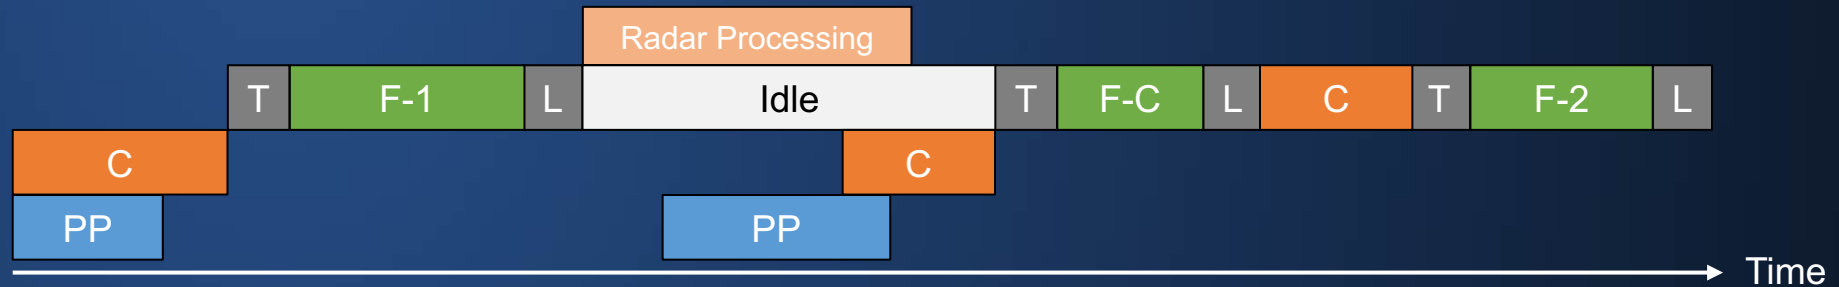 Radar Processing
T F-1 L Idle T F-C L C T F-2 L
C C
PP PP
Time